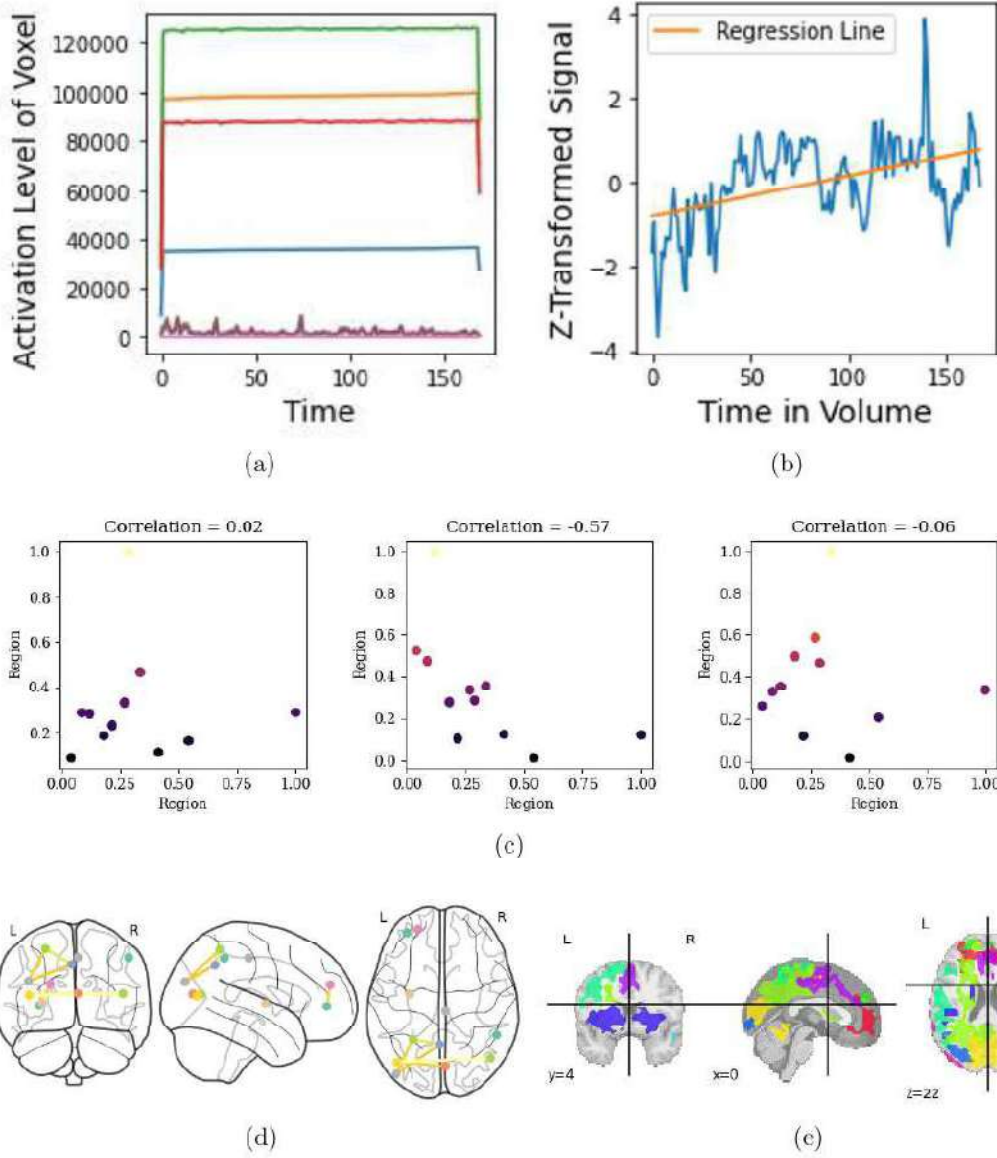 Activation Level of Voxel
120000
100000
80000
60000
40000
20000
0
0 50 100 150
Time
(a)
Z-Transformed Signal
Regression Line
4
2
0
−2
−4
0 50 100 150
Time in Volume
(b)
Correlation = 0.02
Region
1.0
0.8
0.6
0.4
0.2
0.00 0.25 0.50 0.75 1.00
Region
Correlation = -0.57
Region
1.0
0.8
0.6
0.4
0.2
0.0
0.00 0.25 0.50 0.75 1.00
Region
Correlation = -0.06
Region
1.0
0.8
0.6
0.4
0.2
0.0
0.00 0.25 0.50 0.75 1.00
Region
(c)
L R
L R
(d)
L R
y=4
x=0
L
z=22
(e)